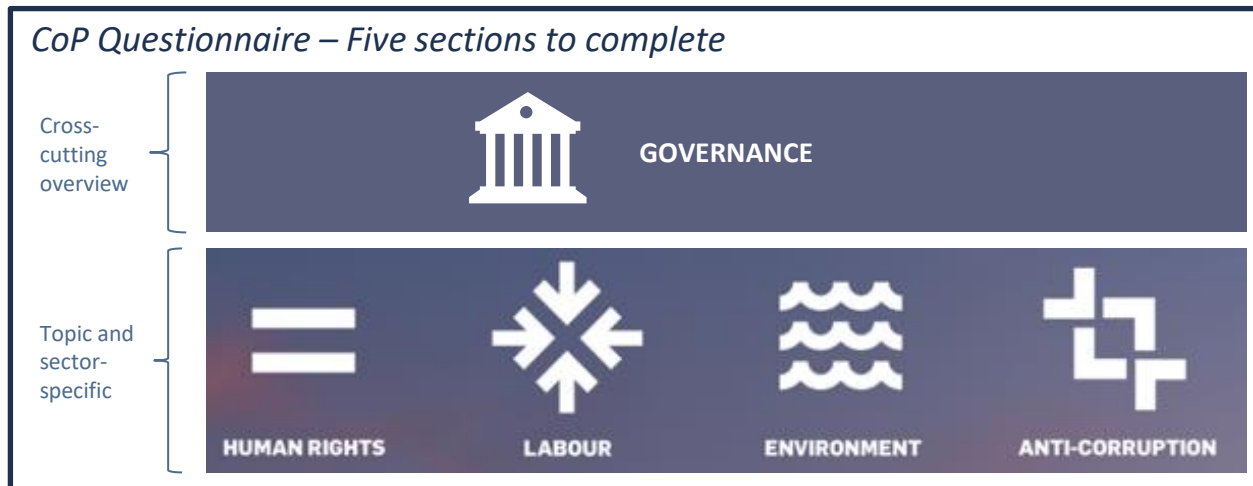 CoP Questionnaire – Five sections to complete
Cross-
cutting
overview
GOVERNANCE
Topic and
sector-
specific
HUMAN RIGHTS
LABOUR
ENVIRONMENT
ANTI-CORRUPTION